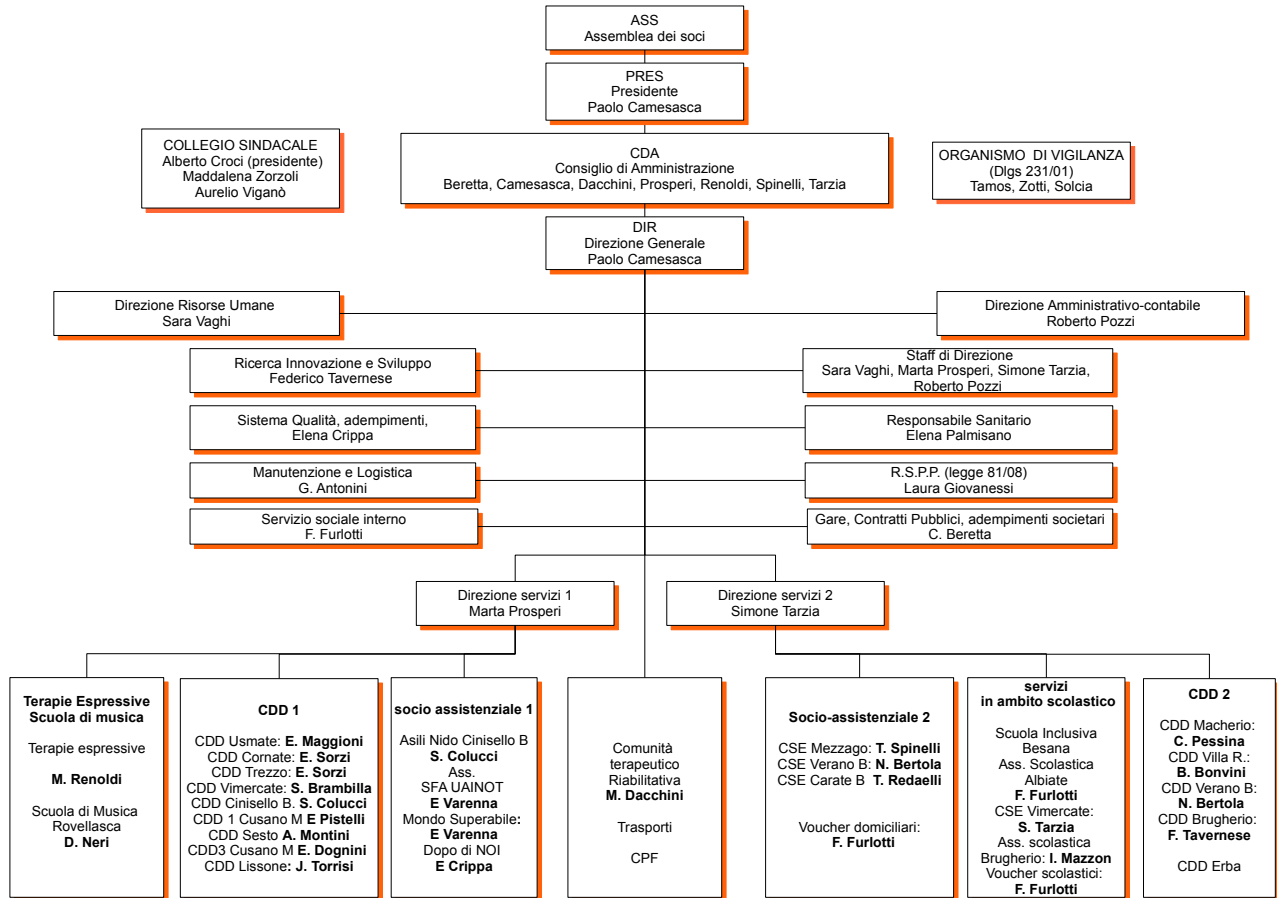 ASS
Assemblea dei soci
PRES
Presidente
Paolo Camesasca
COLLEGIO SINDACALE
Alberto Croci (presidente)
Maddalena Zorzoli
Aurelio Viganò
CDA
Consiglio di Amministrazione
Beretta, Camesasca, Dacchini, Prosperi, Renoldi, Spinelli, Tarzia
ORGANISMO DI VIGILANZA
(Dlgs 231/01)
Tamos, Zotti, Solcia
DIR
Direzione Generale
Paolo Camesasca
Direzione Risorse Umane
Sara Vaghi
Direzione Amministrativo-contabile
Roberto Pozzi
Ricerca Innovazione e Sviluppo
Federico Tavernese
Staff di Direzione
Sara Vaghi, Marta Prosperi, Simone Tarzia,
Roberto Pozzi
Sistema Qualità, adempimenti,
Elena Crippa
Responsabile Sanitario
Elena Palmisano
Manutenzione e Logistica
G. Antonini
R.S.P.P. (legge 81/08)
Laura Giovanessi
Servizio sociale interno
F. Furlotti
Gare, Contratti Pubblici, adempimenti societari
C. Beretta
Direzione servizi 1
Marta Prosperi
Direzione servizi 2
Simone Tarzia
Terapie Espressive
Scuola di musica
Terapie espressive
M. Renoldi
Scuola di Musica
Rovellasca
D. Neri
CDD 1
CDD Usmate: E. Maggioni
CDD Cornate: E. Sorzi
CDD Trezzo: E. Sorzi
CDD Vimercate: S. Brambilla
CDD Cinisello B. S. Colucci
CDD 1 Cusano M E Pistelli
CDD Sesto A. Montini
CDD3 Cusano M E. Dognini
CDD Lissone: J. Torrisi
socio assistenziale 1
Asili Nido Cinisello B
S. Colucci
Ass.
SFA UAINOT
E Varenna
Mondo Superabile:
E Varenna
Dopo di NOI
E Crippa
Comunità
terapeutico
Riabilitativa
M. Dacchini
Trasporti
CPF
Socio-assistenziale 2
CSE Mezzago: T. Spinelli
CSE Verano B: N. Bertola
CSE Carate B T. Redaelli
Voucher domiciliari:
F. Furlotti
servizi
in ambito scolastico
Scuola Inclusiva
Besana
Ass. Scolastica
Albiate
F. Furlotti
CSE Vimercate:
S. Tarzia
Ass. scolastica
Brugherio: I. Mazzon
Voucher scolastici:
F. Furlotti
CDD 2
CDD Macherio:
C. Pessina
CDD Villa R.:
B. Bonvini
CDD Verano B:
N. Bertola
CDD Brugherio:
F. Tavernese
CDD Erba